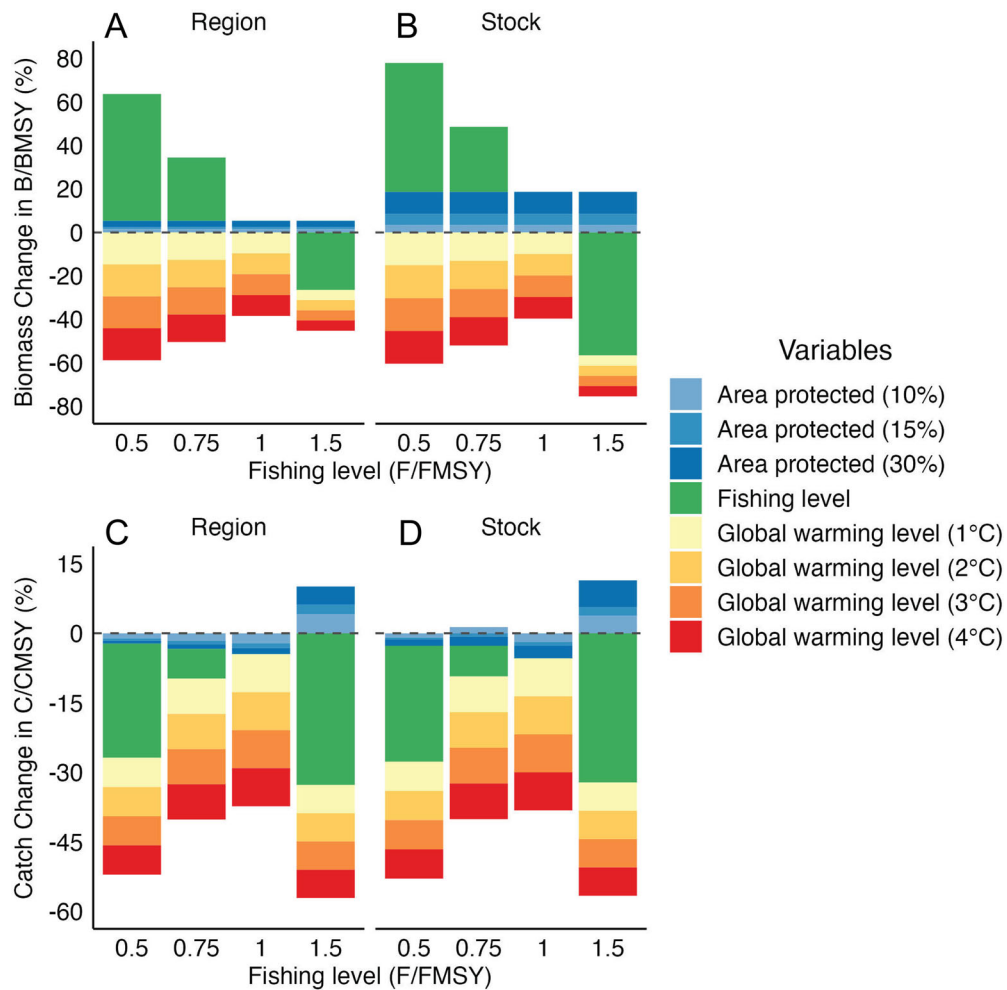 A Region
B Stock
Biomass Change in B/BMSY (%)
80
60
40
20
0
-20
-40
-60
-80
0.5 0.75 1 1.5
0.5 0.75 1 1.5
Fishing level (F/FMSY)
C Region
D Stock
Catch Change in C/CMSY (%)
15
0
-15
-30
-45
-60
0.5 0.75 1 1.5
0.5 0.75 1 1.5
Fishing level (F/FMSY)
Variables
Area protected (10%)
Area protected (15%)
Area protected (30%)
Fishing level
Global warming level (1°C)
Global warming level (2°C)
Global warming level (3°C)
Global warming level (4°C)